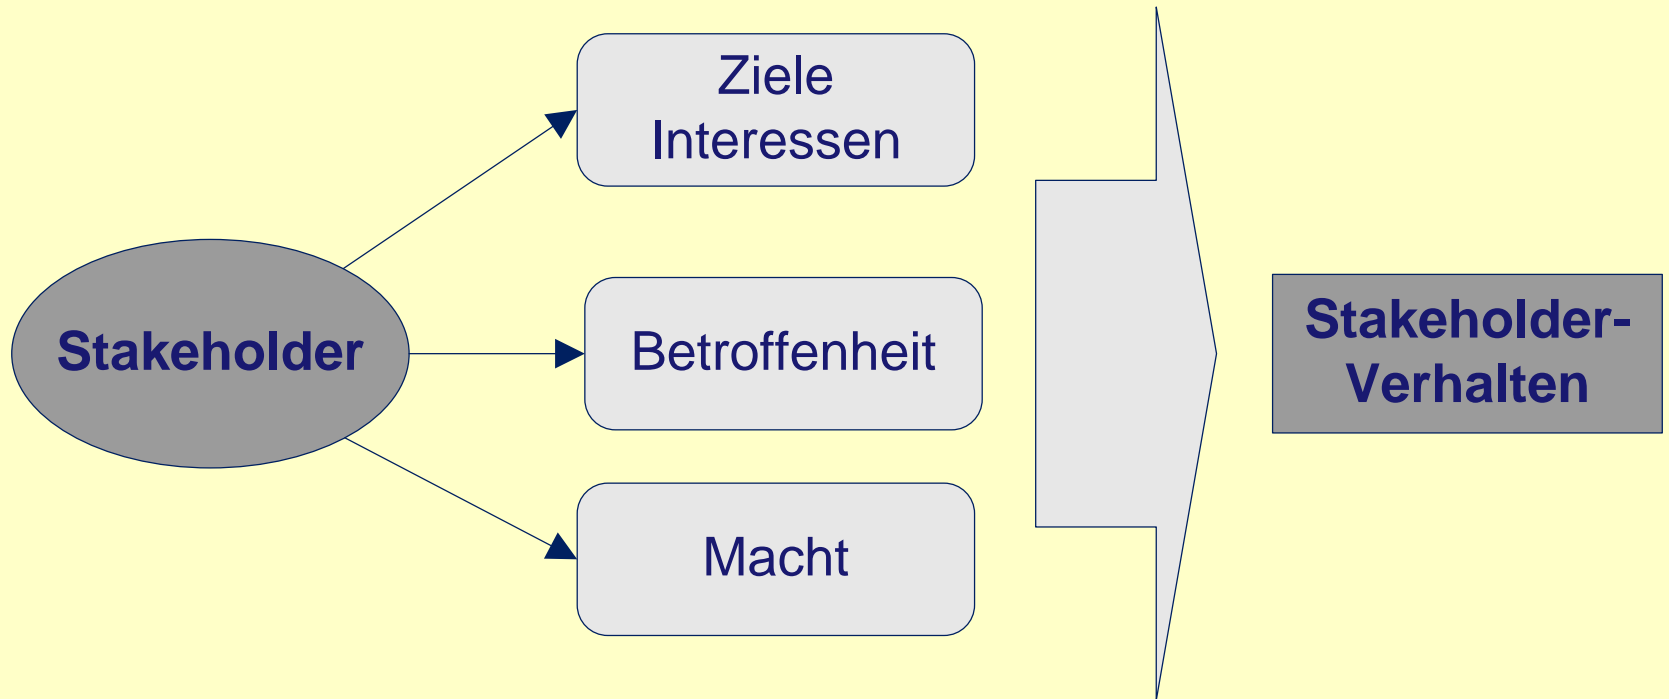 Ziele
Interessen
Stakeholder
Betroffenheit
Stakeholder-
Verhalten
Macht